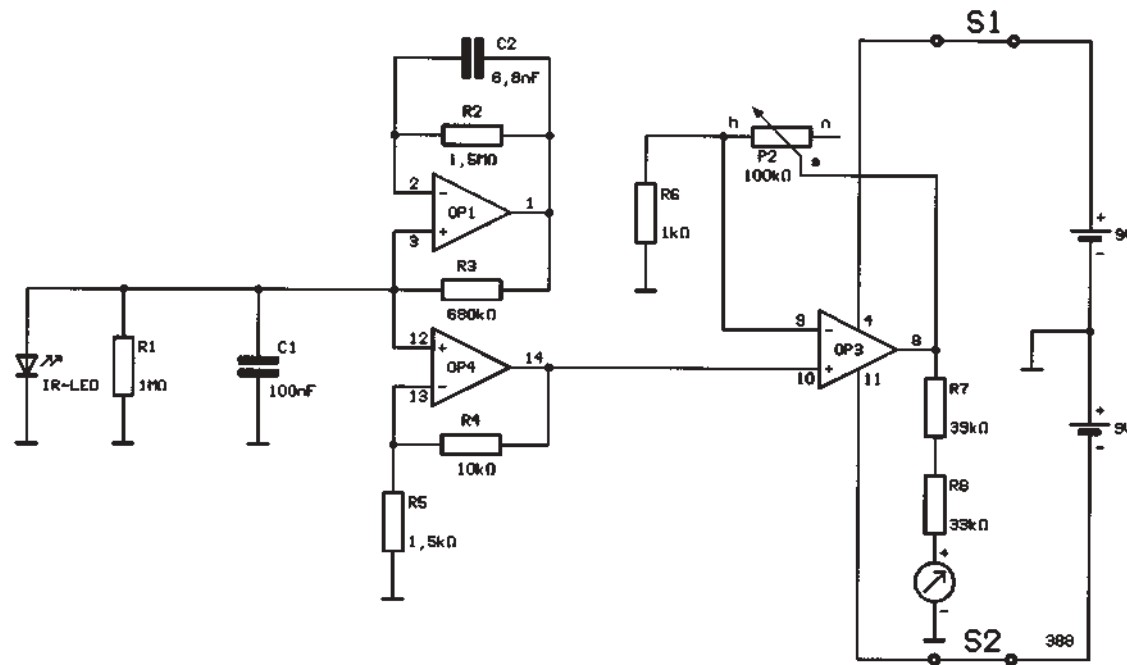 S1
C2
6,8nF
R2
1,5MΩ
2
-
OP1
1
+
3
R3
680kΩ
h
n
P2
100kΩ
a
R6
1kΩ
+
-
R1
1MΩ
IR-LED
C1
100nF
12
+
OP4
14
13
-
R4
10kΩ
R5
1,5kΩ
9
-
4
OP3
8
10
+
11
R7
39kΩ
+
-
R8
33kΩ
+
-
S2
388